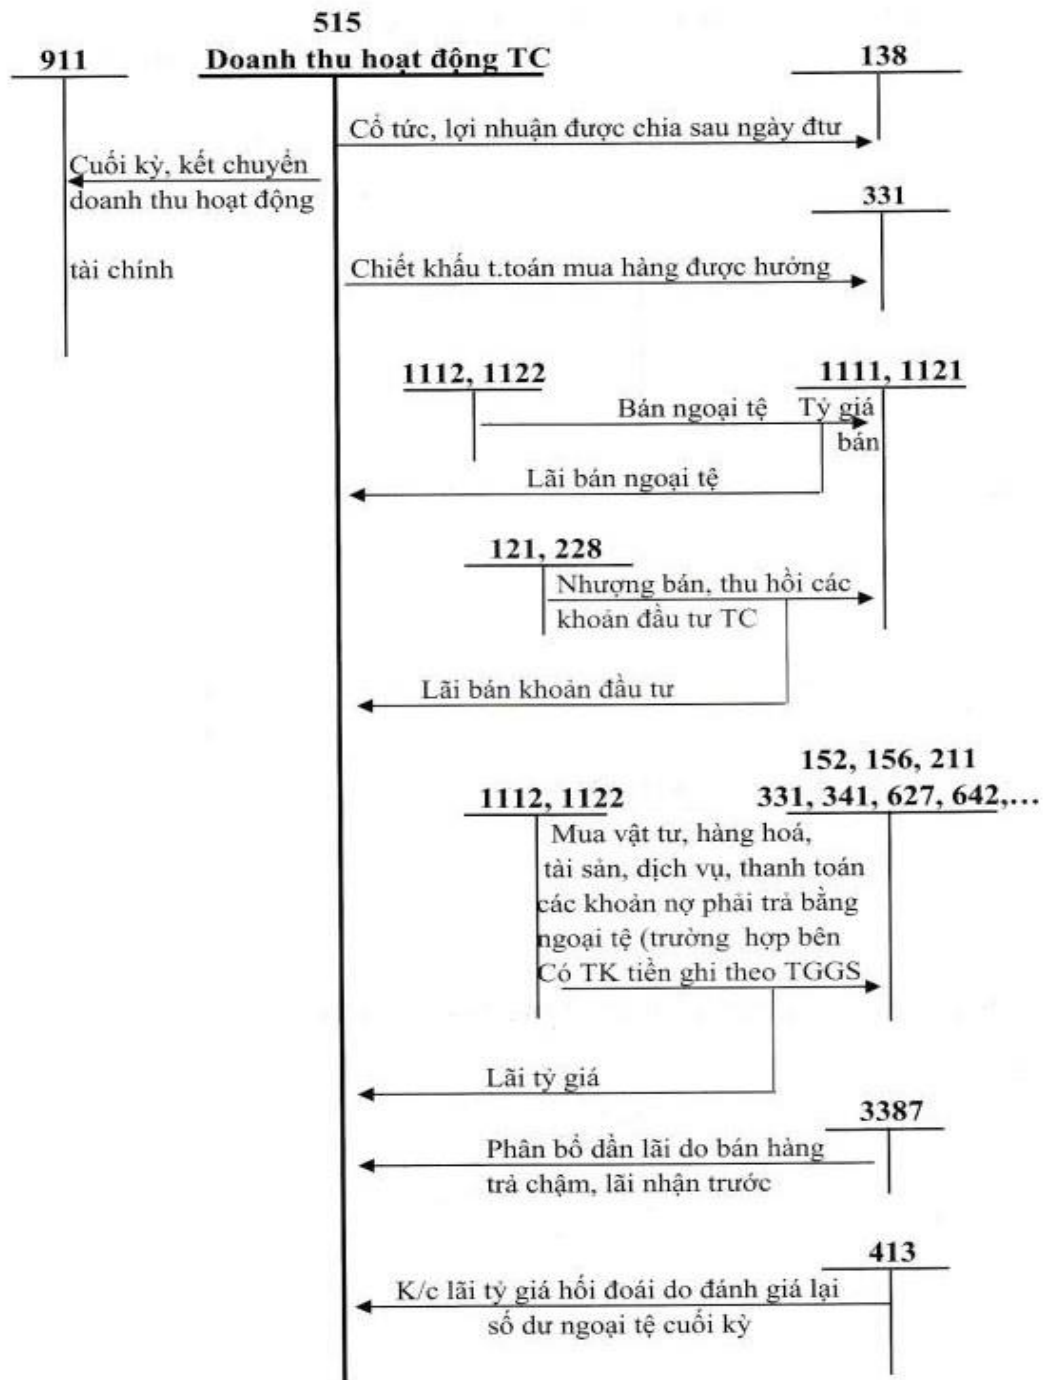 515
911
Doanh thu hoạt động TC
138
Cổ tức, lợi nhuận được chia sau ngày đtư
Cuối kỳ, kết chuyển
doanh thu hoạt động
tài chính
331
Chiết khấu t.toán mua hàng được hưởng
1112, 1122
1111, 1121
Bán ngoại tệ
Tỷ giá
bán
Lãi bán ngoại tệ
121, 228
Nhượng bán, thu hồi các
khoản đầu tư TC
Lãi bán khoản đầu tư
152, 156, 211
1112, 1122
331, 341, 627, 642,...
Mua vật tư, hàng hoá,
tài sản, dịch vụ, thanh toán
các khoản nợ phải trả bằng
ngoại tệ (trường hợp bên
Có TK tiền ghi theo TGGS
Lãi tỷ giá
3387
Phân bổ dần lãi do bán hàng
trả chậm, lãi nhận trước
413
K/c lãi tỷ giá hối đoái do đánh giá lại
số dư ngoại tệ cuối kỳ